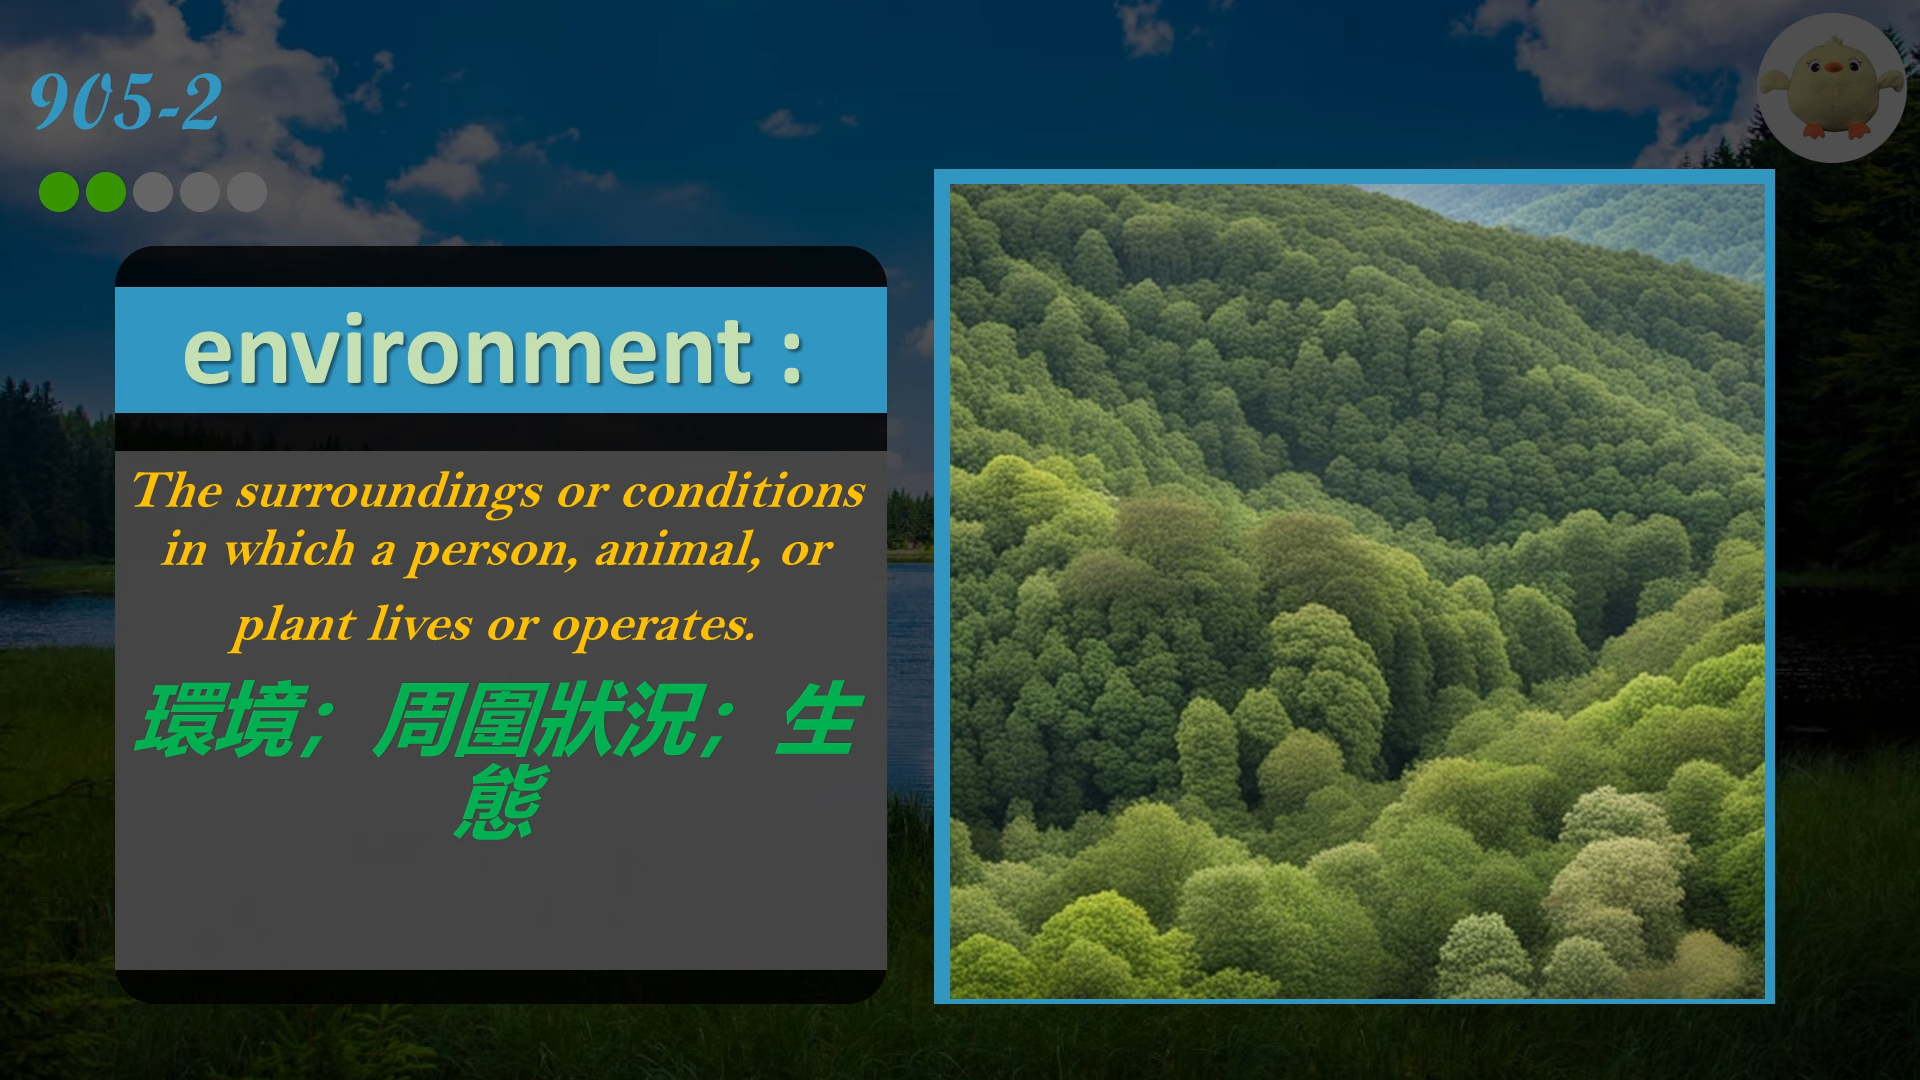 905-2
environment :
The surroundings or conditions
in which a person, animal, or
plant lives or operates.
環境；周圍狀況；生
態